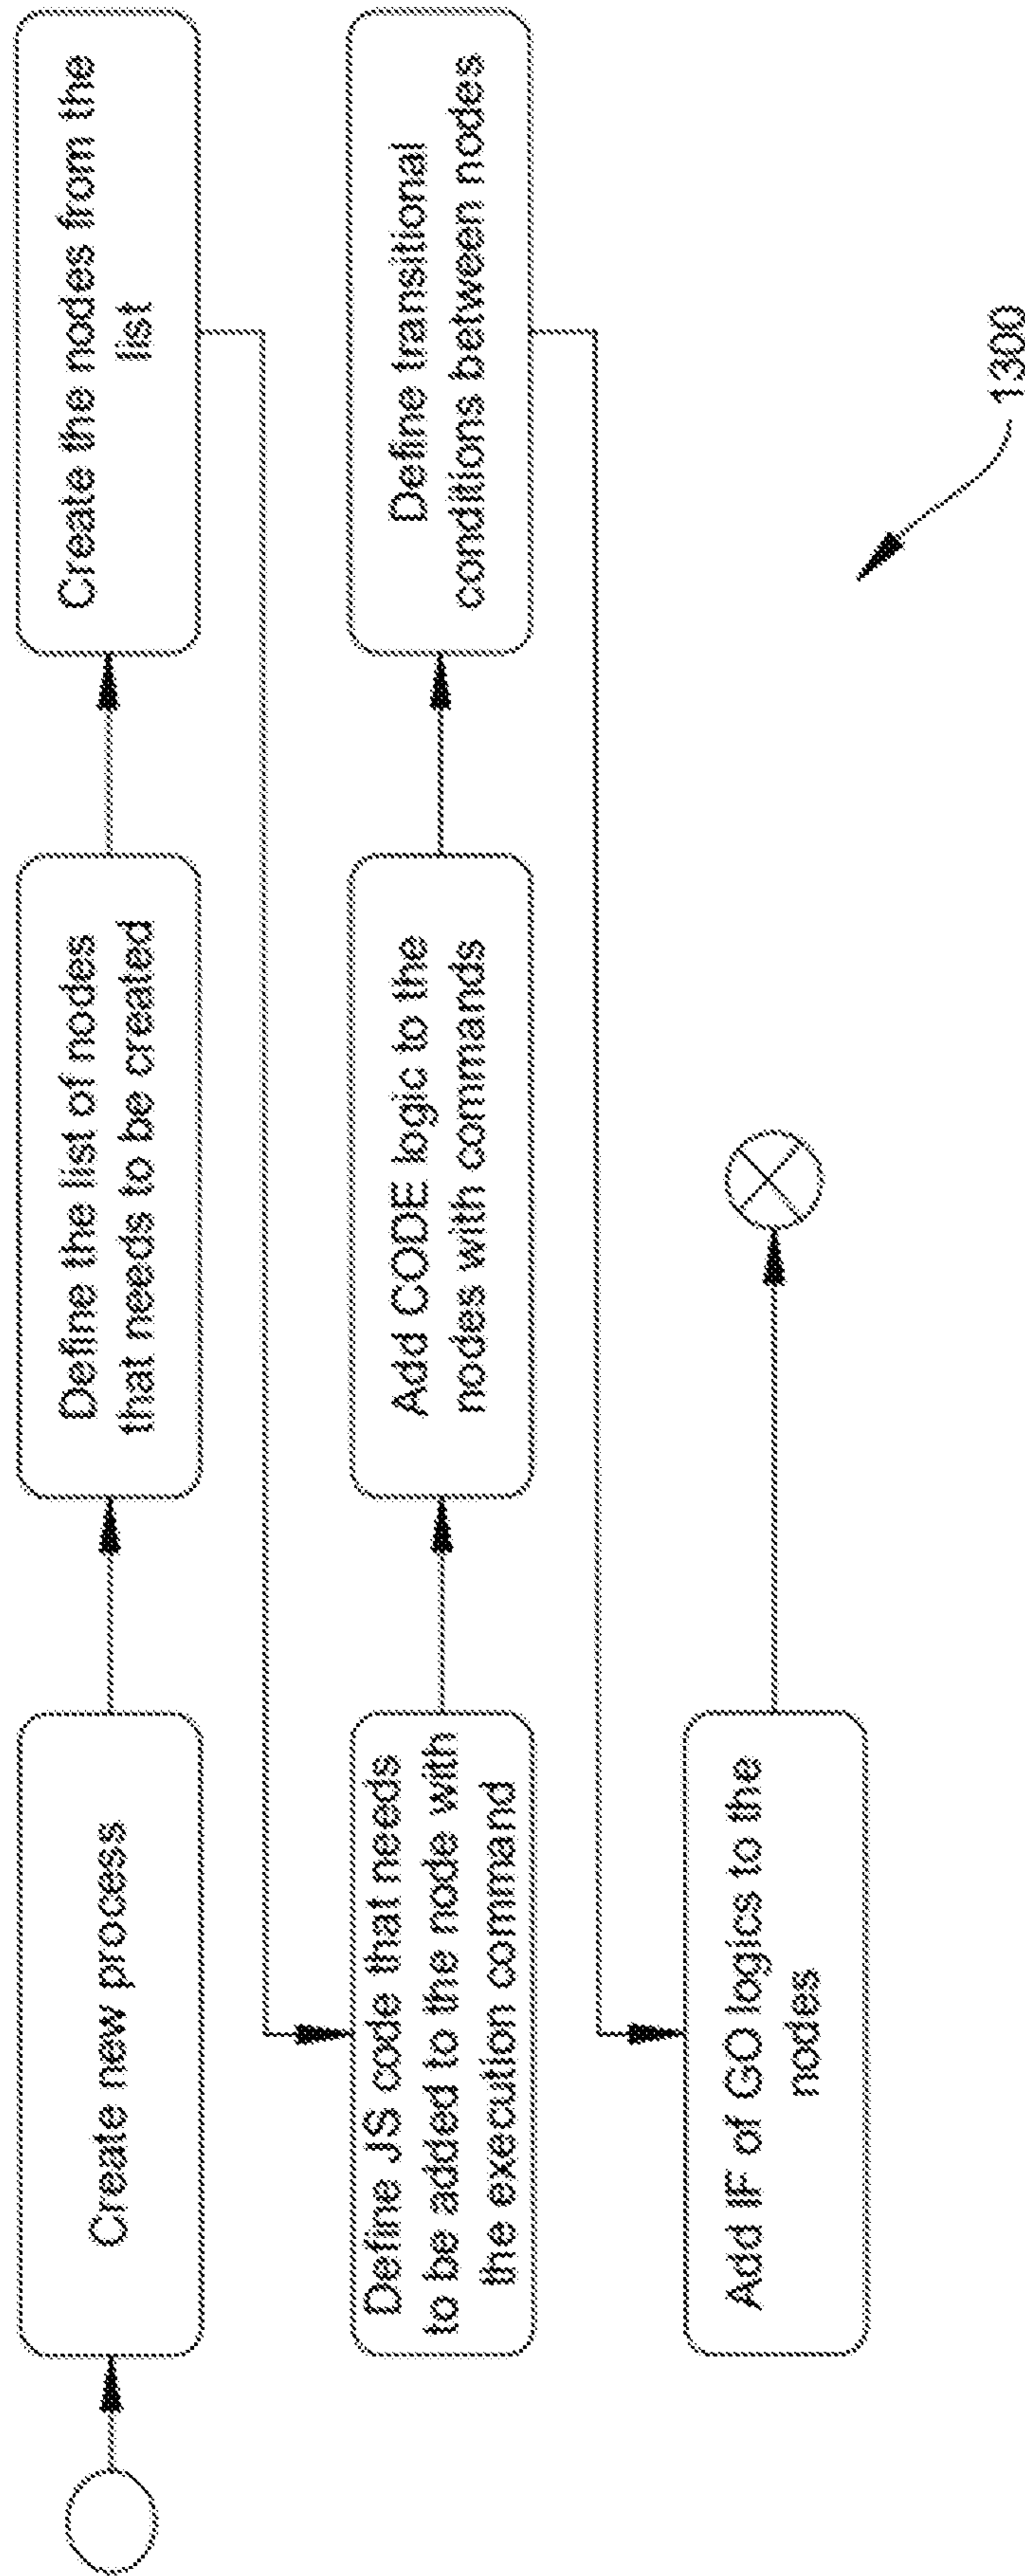 Create new process
Define the list of nodes
that needs to be created
Create the nodes from the
list
Define JS code that needs
to be added to the node with
the execution command
Add CODE logic to the
nodes with commands
Define transitional
conditions between nodes
Add IF of GO logics to the
nodes
1300